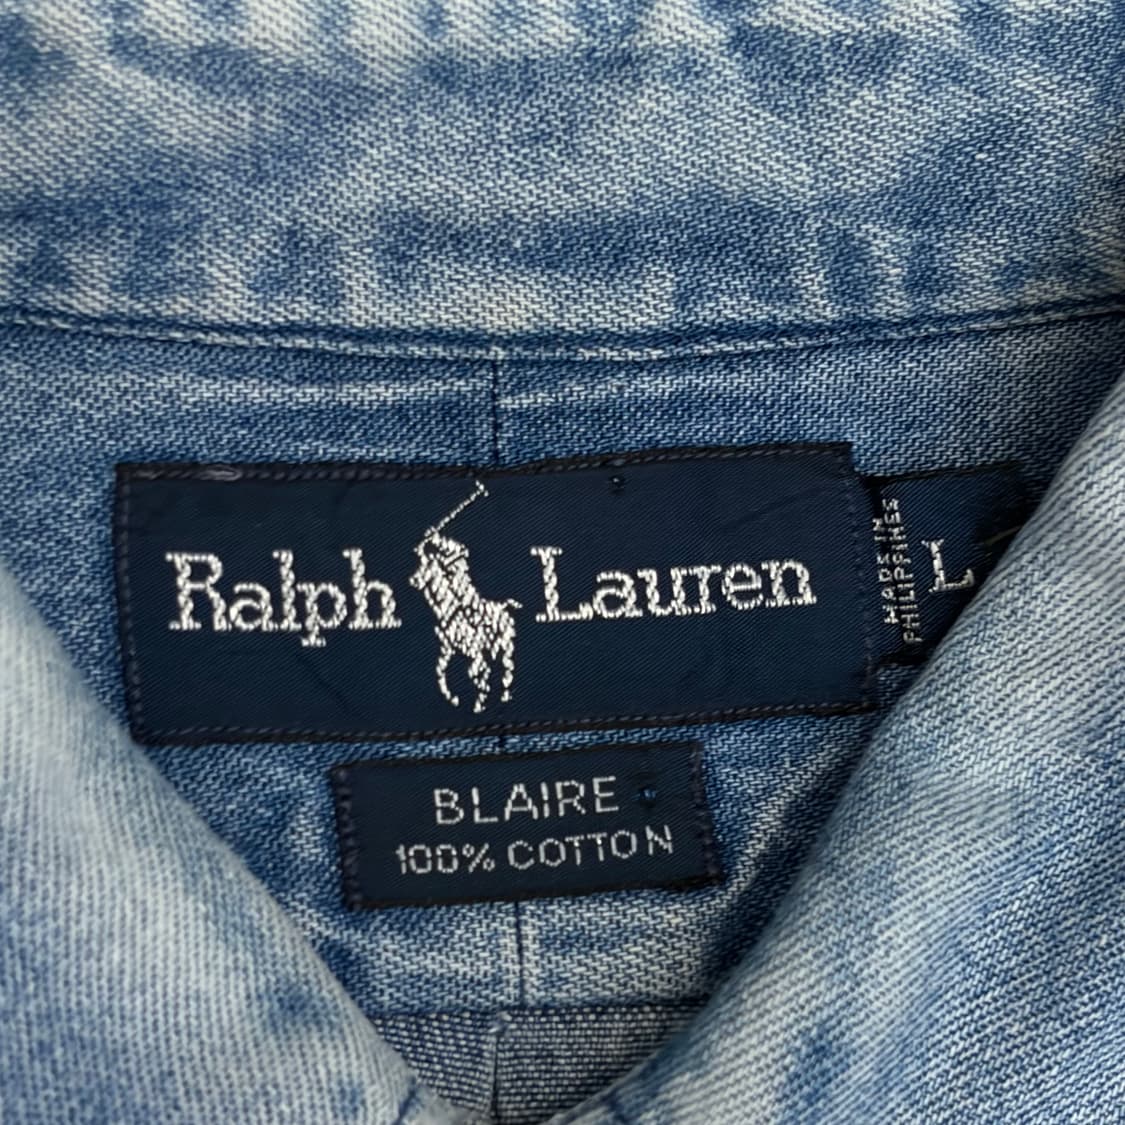 Ralph Lauren
MADE IN
PHILIPPINES
L
BLAIRE
100% COTTON